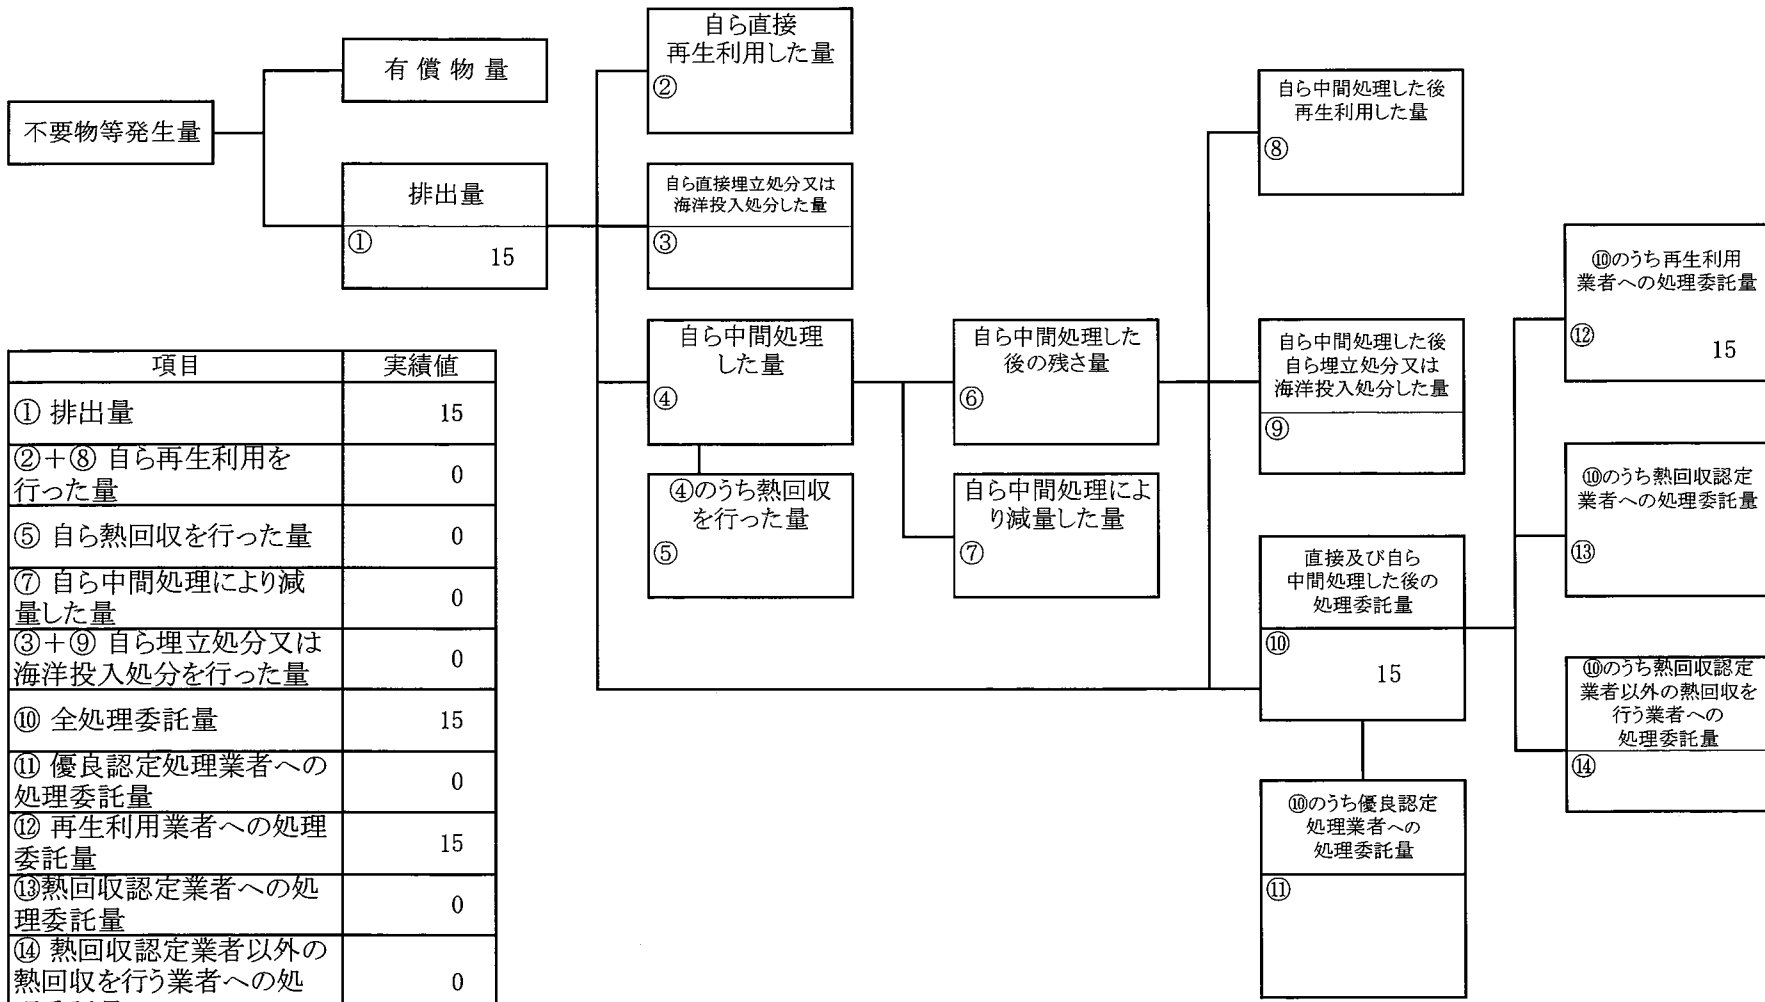 不要物等発生量
有償物量
排出量
①
15
自ら直接
再生利用した量
②
自ら直接埋立処分又は
海洋投入処分した量
③
自ら中間処理
した量
④
④のうち熱回収
を行った量
⑤
自ら中間処理した
後の残さ量
⑥
自ら中間処理によ
り減量した量
⑦
自ら中間処理した後
再生利用した量
⑧
自ら中間処理した後
自ら埋立処分又は
海洋投入処分した量
⑨
直接及び自ら
中間処理した後の
処理委託量
⑩
15
⑩のうち優良認定
処理業者への
処理委託量
⑪
⑩のうち再生利用
業者への処理委託量
⑫
15
⑩のうち熱回収認定
業者への処理委託量
⑬
⑩のうち熱回収認定
業者以外の熱回収を
行う業者への
処理委託量
⑭
項目 実績値
① 排出量 15
②+⑧ 自ら再生利用を
行った量 0
⑤ 自ら熱回収を行った量 0
⑦ 自ら中間処理により減
量した量 0
③+⑨ 自ら埋立処分又は
海洋投入処分を行った量 0
⑩ 全処理委託量 15
⑪ 優良認定処理業者への
処理委託量 0
⑫ 再生利用業者への処理
委託量 15
⑬熱回収認定業者への処
理委託量 0
⑭ 熱回収認定業者以外の
熱回収を行う業者への処 0